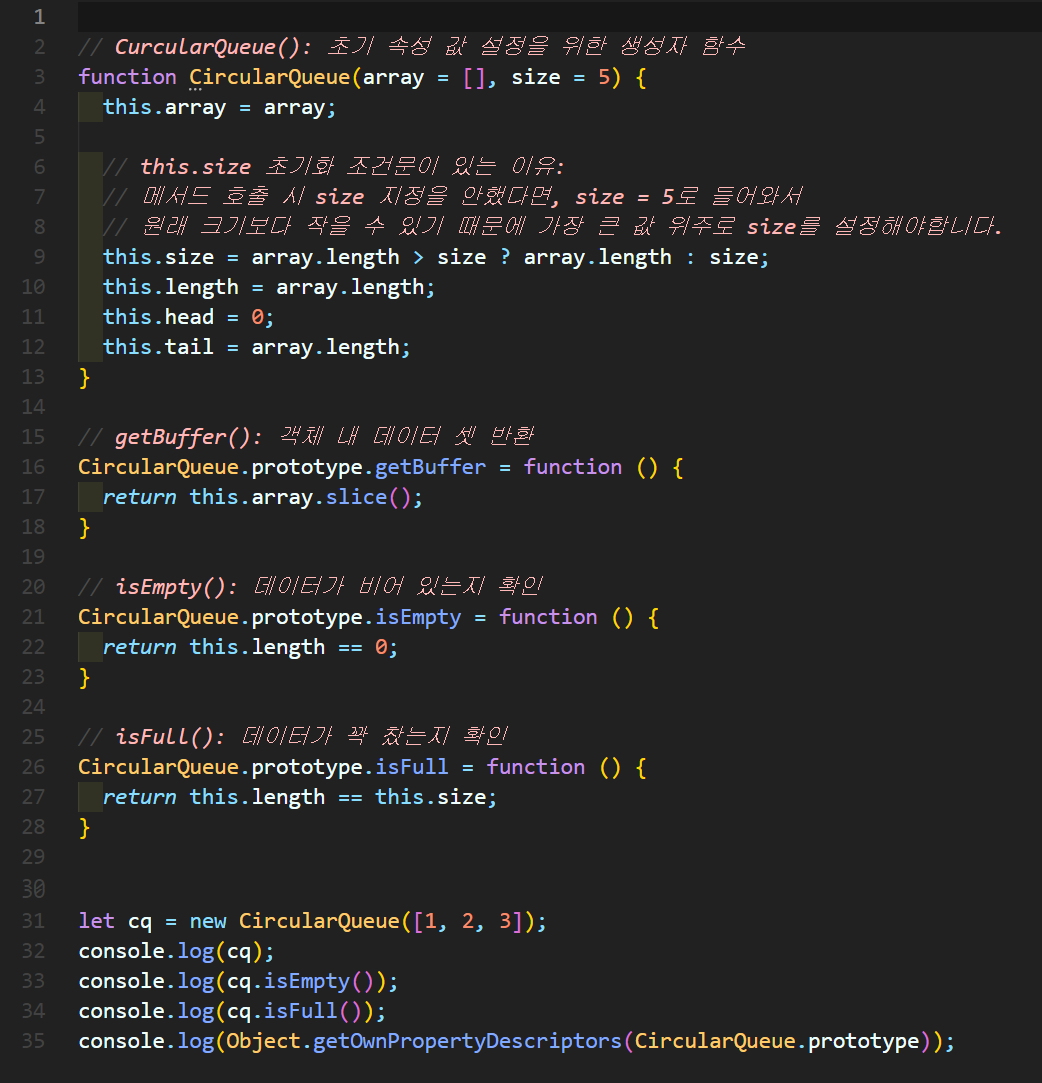 1
2 // CurcularQueue(): 초기 속성 값 설정을 위한 생성자 함수
3 function CircularQueue(array = [], size = 5) {
4   this.array = array;
5
6   // this.size 초기화 조건문이 있는 이유:
7   // 메서드 호출 시 size 지정을 안했다면, size = 5로 들어와서
8   // 원래 크기보다 작을 수 있기 때문에 가장 큰 값 위주로 size를 설정해야합니다.
9   this.size = array.length > size ? array.length : size;
10   this.length = array.length;
11   this.head = 0;
12   this.tail = array.length;
13 }
14
15 // getBuffer(): 객체 내 데이터 셋 반환
16 CircularQueue.prototype.getBuffer = function () {
17   return this.array.slice();
18 }
19
20 // isEmpty(): 데이터가 비어 있는지 확인
21 CircularQueue.prototype.isEmpty = function () {
22   return this.length == 0;
23 }
24
25 // isFull(): 데이터가 꽉 찼는지 확인
26 CircularQueue.prototype.isFull = function () {
27   return this.length == this.size;
28 }
29
30
31 let cq = new CircularQueue([1, 2, 3]);
32 console.log(cq);
33 console.log(cq.isEmpty());
34 console.log(cq.isFull());
35 console.log(Object.getOwnPropertyDescriptors(CircularQueue.prototype));